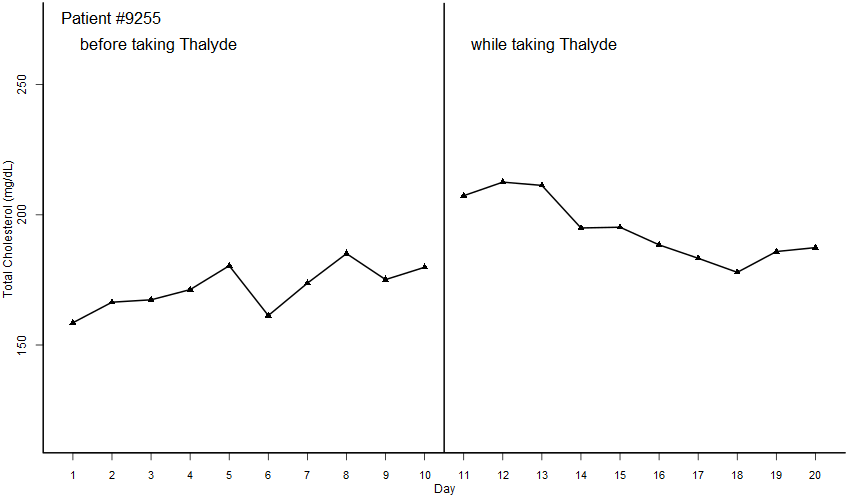 Patient #9255
before taking Thalyde
while taking Thalyde
Total Cholesterol (mg/dL)
250
200
150
1 2 3 4 5 6 7 8 9 10 11 12 13 14 15 16 17 18 19 20
Day